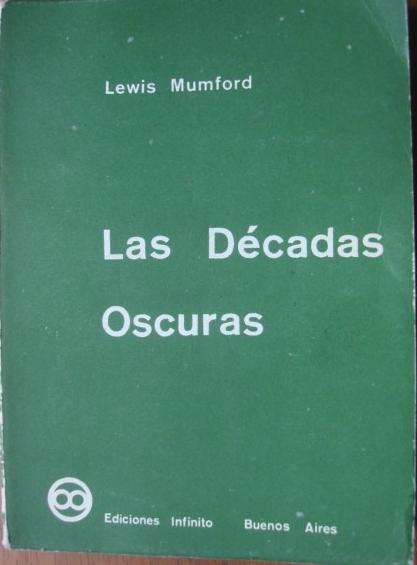 Lewis Mumford
Las Décadas
Oscuras
Ediciones Infinito Buenos Aires